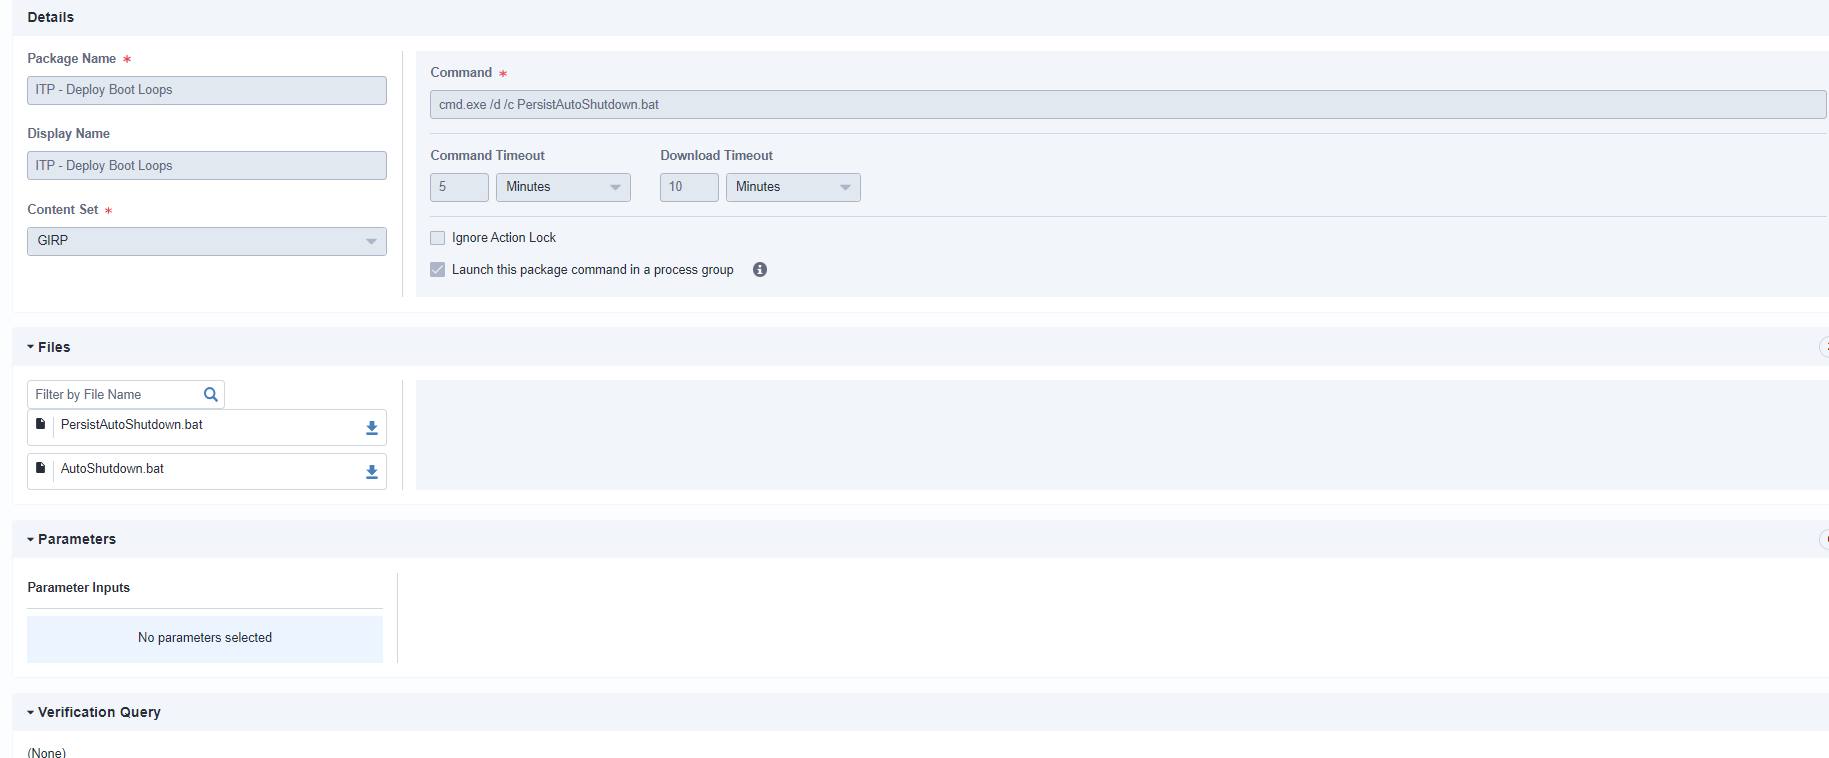 Details
Package Name *
ITP - Deploy Boot Loops
Display Name
ITP - Deploy Boot Loops
Content Set *
GIRP
Command *
cmd.exe /d /c PersistAutoShutdown.bat
Command Timeout
Download Timeout
5
Minutes
10
Minutes
Ignore Action Lock
Launch this package command in a process group
Files
Filter by File Name
PersistAutoShutdown.bat
AutoShutdown.bat
Parameters
Parameter Inputs
No parameters selected
Verification Query
(None)